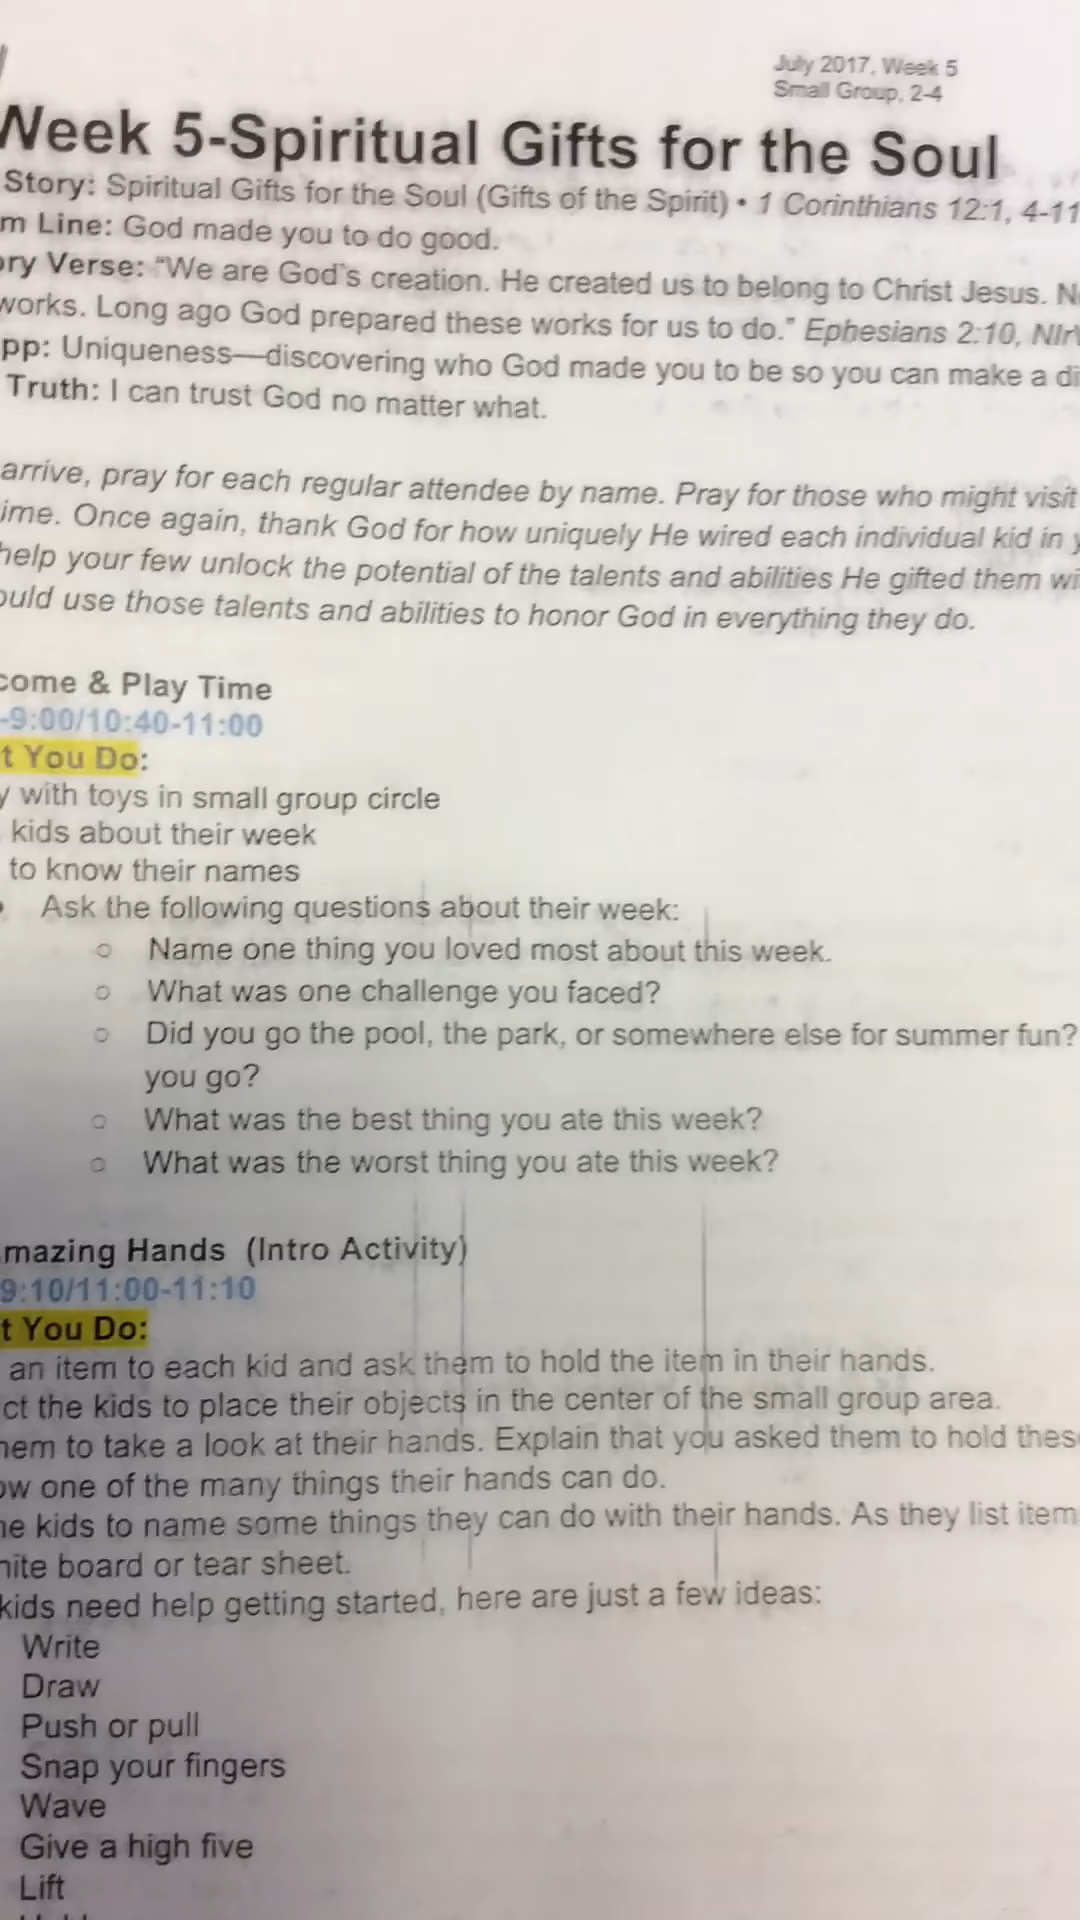 July 2017, Week 5
Small Group, 2-4
Week 5-Spiritual Gifts for the Soul
Story: Spiritual Gifts for the Soul (Gifts of the Spirit) • 1 Corinthians 12:1, 4-11
m Line: God made you to do good.
ory Verse: "We are God's creation. He created us to belong to Christ Jesus. N
works. Long ago God prepared these works for us to do." Ephesians 2:10, NIrV
pp: Uniqueness—discovering who God made you to be so you can make a di
Truth: I can trust God no matter what.
arrive, pray for each regular attendee by name. Pray for those who might visit
ime. Once again, thank God for how uniquely He wired each individual kid in y
help your few unlock the potential of the talents and abilities He gifted them wi
ould use those talents and abilities to honor God in everything they do.
come & Play Time
-9:00/10:40-11:00
t You Do:
y with toys in small group circle
kids about their week
to know their names
• Ask the following questions about their week:
○ Name one thing you loved most about this week.
○ What was one challenge you faced?
○ Did you go the pool, the park, or somewhere else for summer fun?
you go?
○ What was the best thing you ate this week?
○ What was the worst thing you ate this week?
mazing Hands (Intro Activity)
9:10/11:00-11:10
t You Do:
an item to each kid and ask them to hold the item in their hands.
ct the kids to place their objects in the center of the small group area.
hem to take a look at their hands. Explain that you asked them to hold thes
ow one of the many things their hands can do.
he kids to name some things they can do with their hands. As they list item
hite board or tear sheet.
kids need help getting started, here are just a few ideas:
Write
Draw
Push or pull
Snap your fingers
Wave
Give a high five
Lift